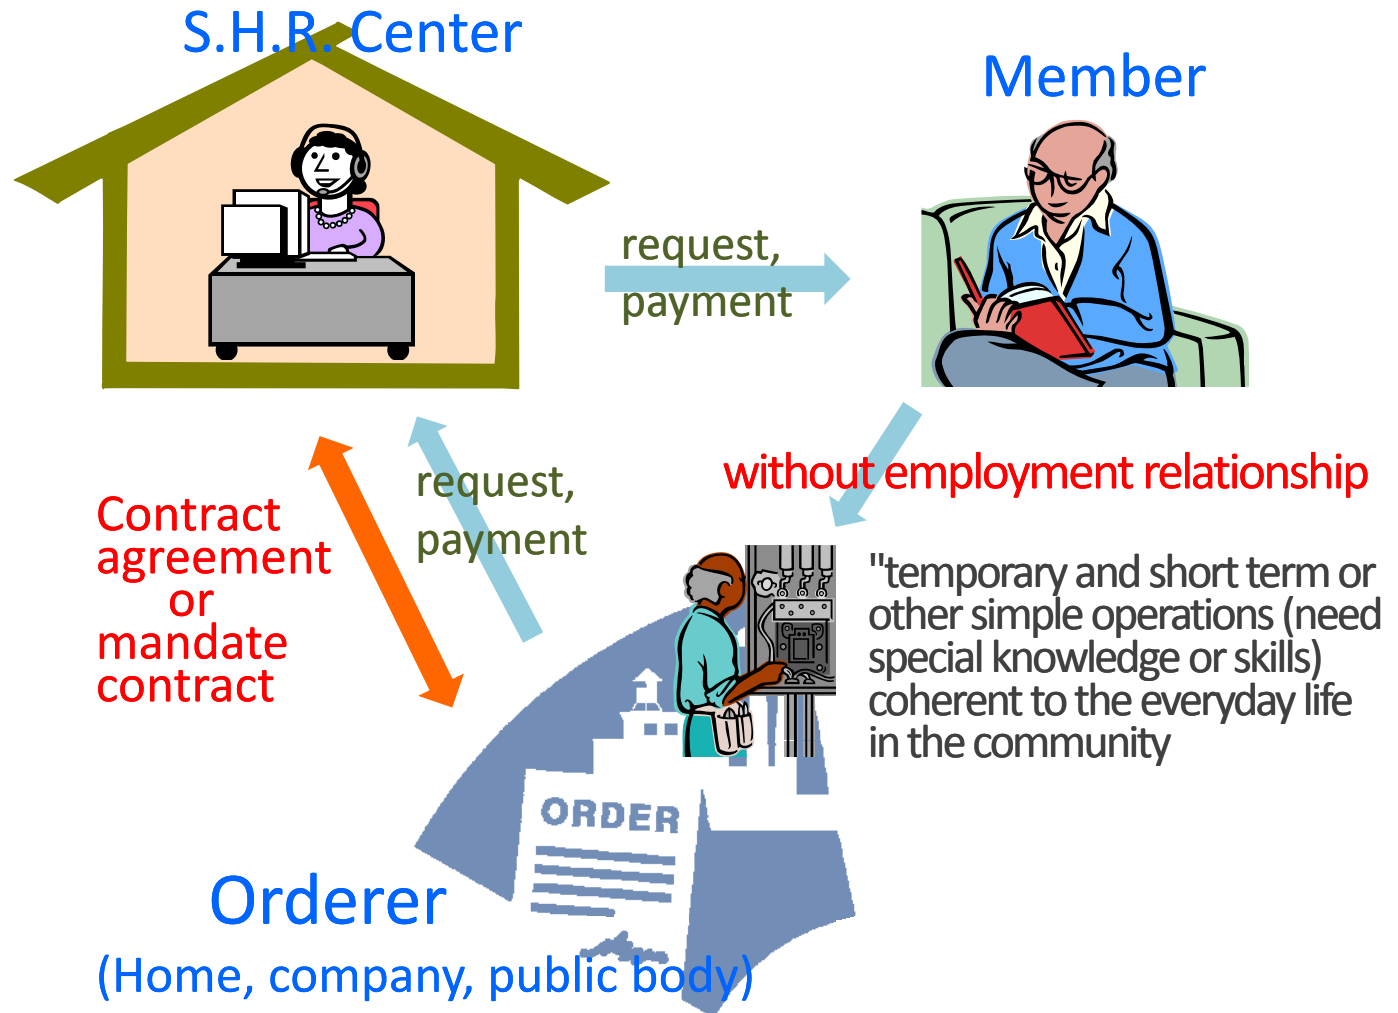 S.H.R. Center
Member
request,
payment
without employment relationship
request,
payment
Contract
agreement
or
mandate
contract
"temporary and short term or
other simple operations (need
special knowledge or skills)
coherent to the everyday life
in the community
ORDER
Orderer
(Home, company, public body)